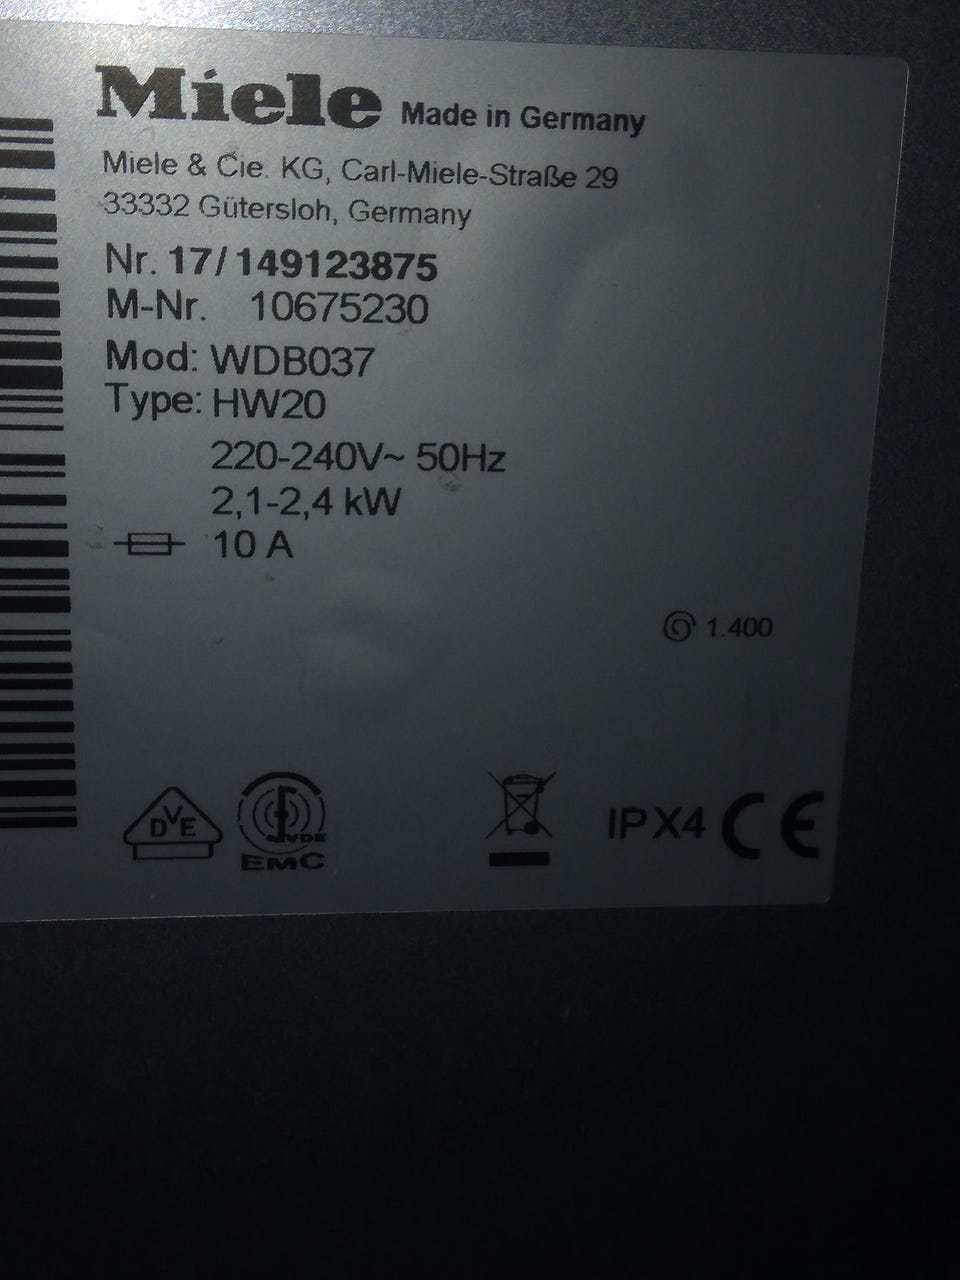 Miele Made in Germany
Miele & Cie. KG, Carl-Miele-Straße 29
33332 Gütersloh, Germany
Nr. 17/149123875
M-Nr. 10675230
Mod: WDB037
Type: HW20
220-240V~ 50Hz
2,1-2,4 kW
10 A
1.400
DVE
VDE
EMC
IPX4 CE